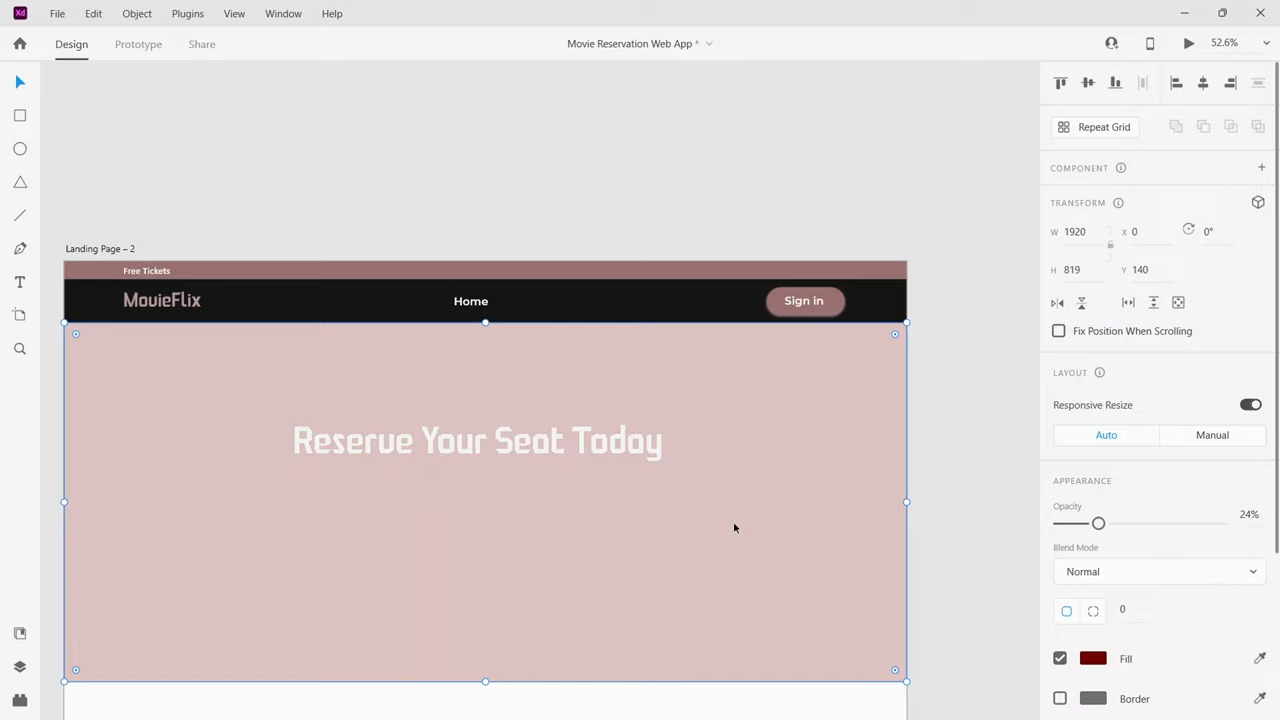 Xd File Edit Object Plugins View Window Help
Design Prototype Share Movie Reservation Web App * 52.6%
Repeat Grid
COMPONENT
TRANSFORM
W 1920 X 0 0°
H 819 Y 140
Fix Position When Scrolling
LAYOUT
Responsive Resize
Auto Manual
APPEARANCE
Opacity
24%
Blend Mode
Normal
0
Fill
Border
Landing Page – 2
Free Tickets
MovieFlix Home Sign in
Reserve Your Seat Today